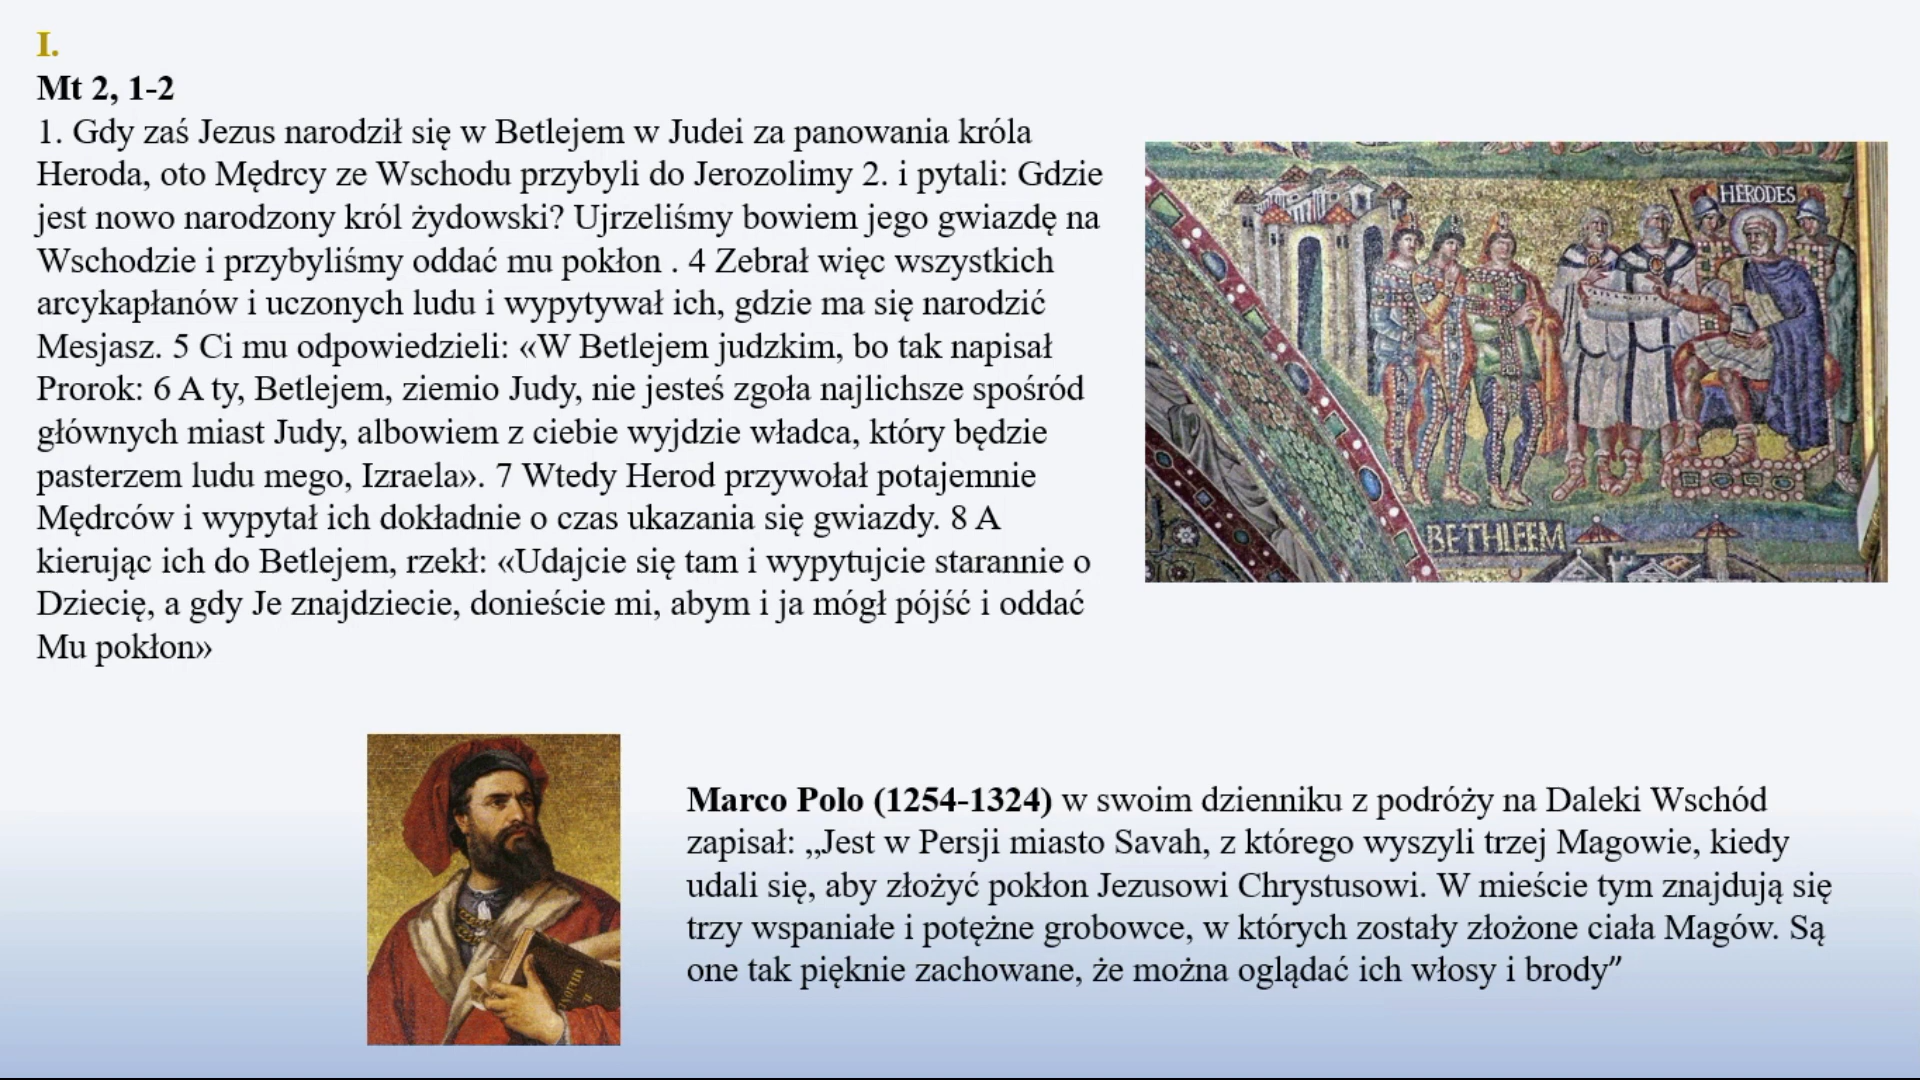 I.
Mt 2, 1-2
1. Gdy zaś Jezus narodził się w Betlejem w Judei za panowania króla
Heroda, oto Mędrcy ze Wschodu przybyli do Jerozolimy 2. i pytali: Gdzie
jest nowo narodzony król żydowski? Ujrzeliśmy bowiem jego gwiazdę na
Wschodzie i przybyliśmy oddać mu pokłon . 4 Zebrał więc wszystkich
arcykapłanów i uczonych ludu i wypytywał ich, gdzie ma się narodzić
Mesjasz. 5 Ci mu odpowiedzieli: «W Betlejem judzkim, bo tak napisał
Prorok: 6 A ty, Betlejem, ziemio Judy, nie jesteś zgoła najlichsze spośród
głównych miast Judy, albowiem z ciebie wyjdzie władca, który będzie
pasterzem ludu mego, Izraela». 7 Wtedy Herod przywołał potajemnie
Mędrców i wypytał ich dokładnie o czas ukazania się gwiazdy. 8 A
kierując ich do Betlejem, rzekł: «Udajcie się tam i wypytujcie starannie o
Dziecię, a gdy Je znajdziecie, donieście mi, abym i ja mógł pójść i oddać
Mu pokłon»
HERODES
BETHLEEM
Marco Polo (1254-1324) w swoim dzienniku z podróży na Daleki Wschód
zapisał: „Jest w Persji miasto Savah, z którego wyszyli trzej Magowie, kiedy
udali się, aby złożyć pokłon Jezusowi Chrystusowi. W mieście tym znajdują się
trzy wspaniałe i potężne grobowce, w których zostały złożone ciała Magów. Są
one tak pięknie zachowane, że można oglądać ich włosy i brody”